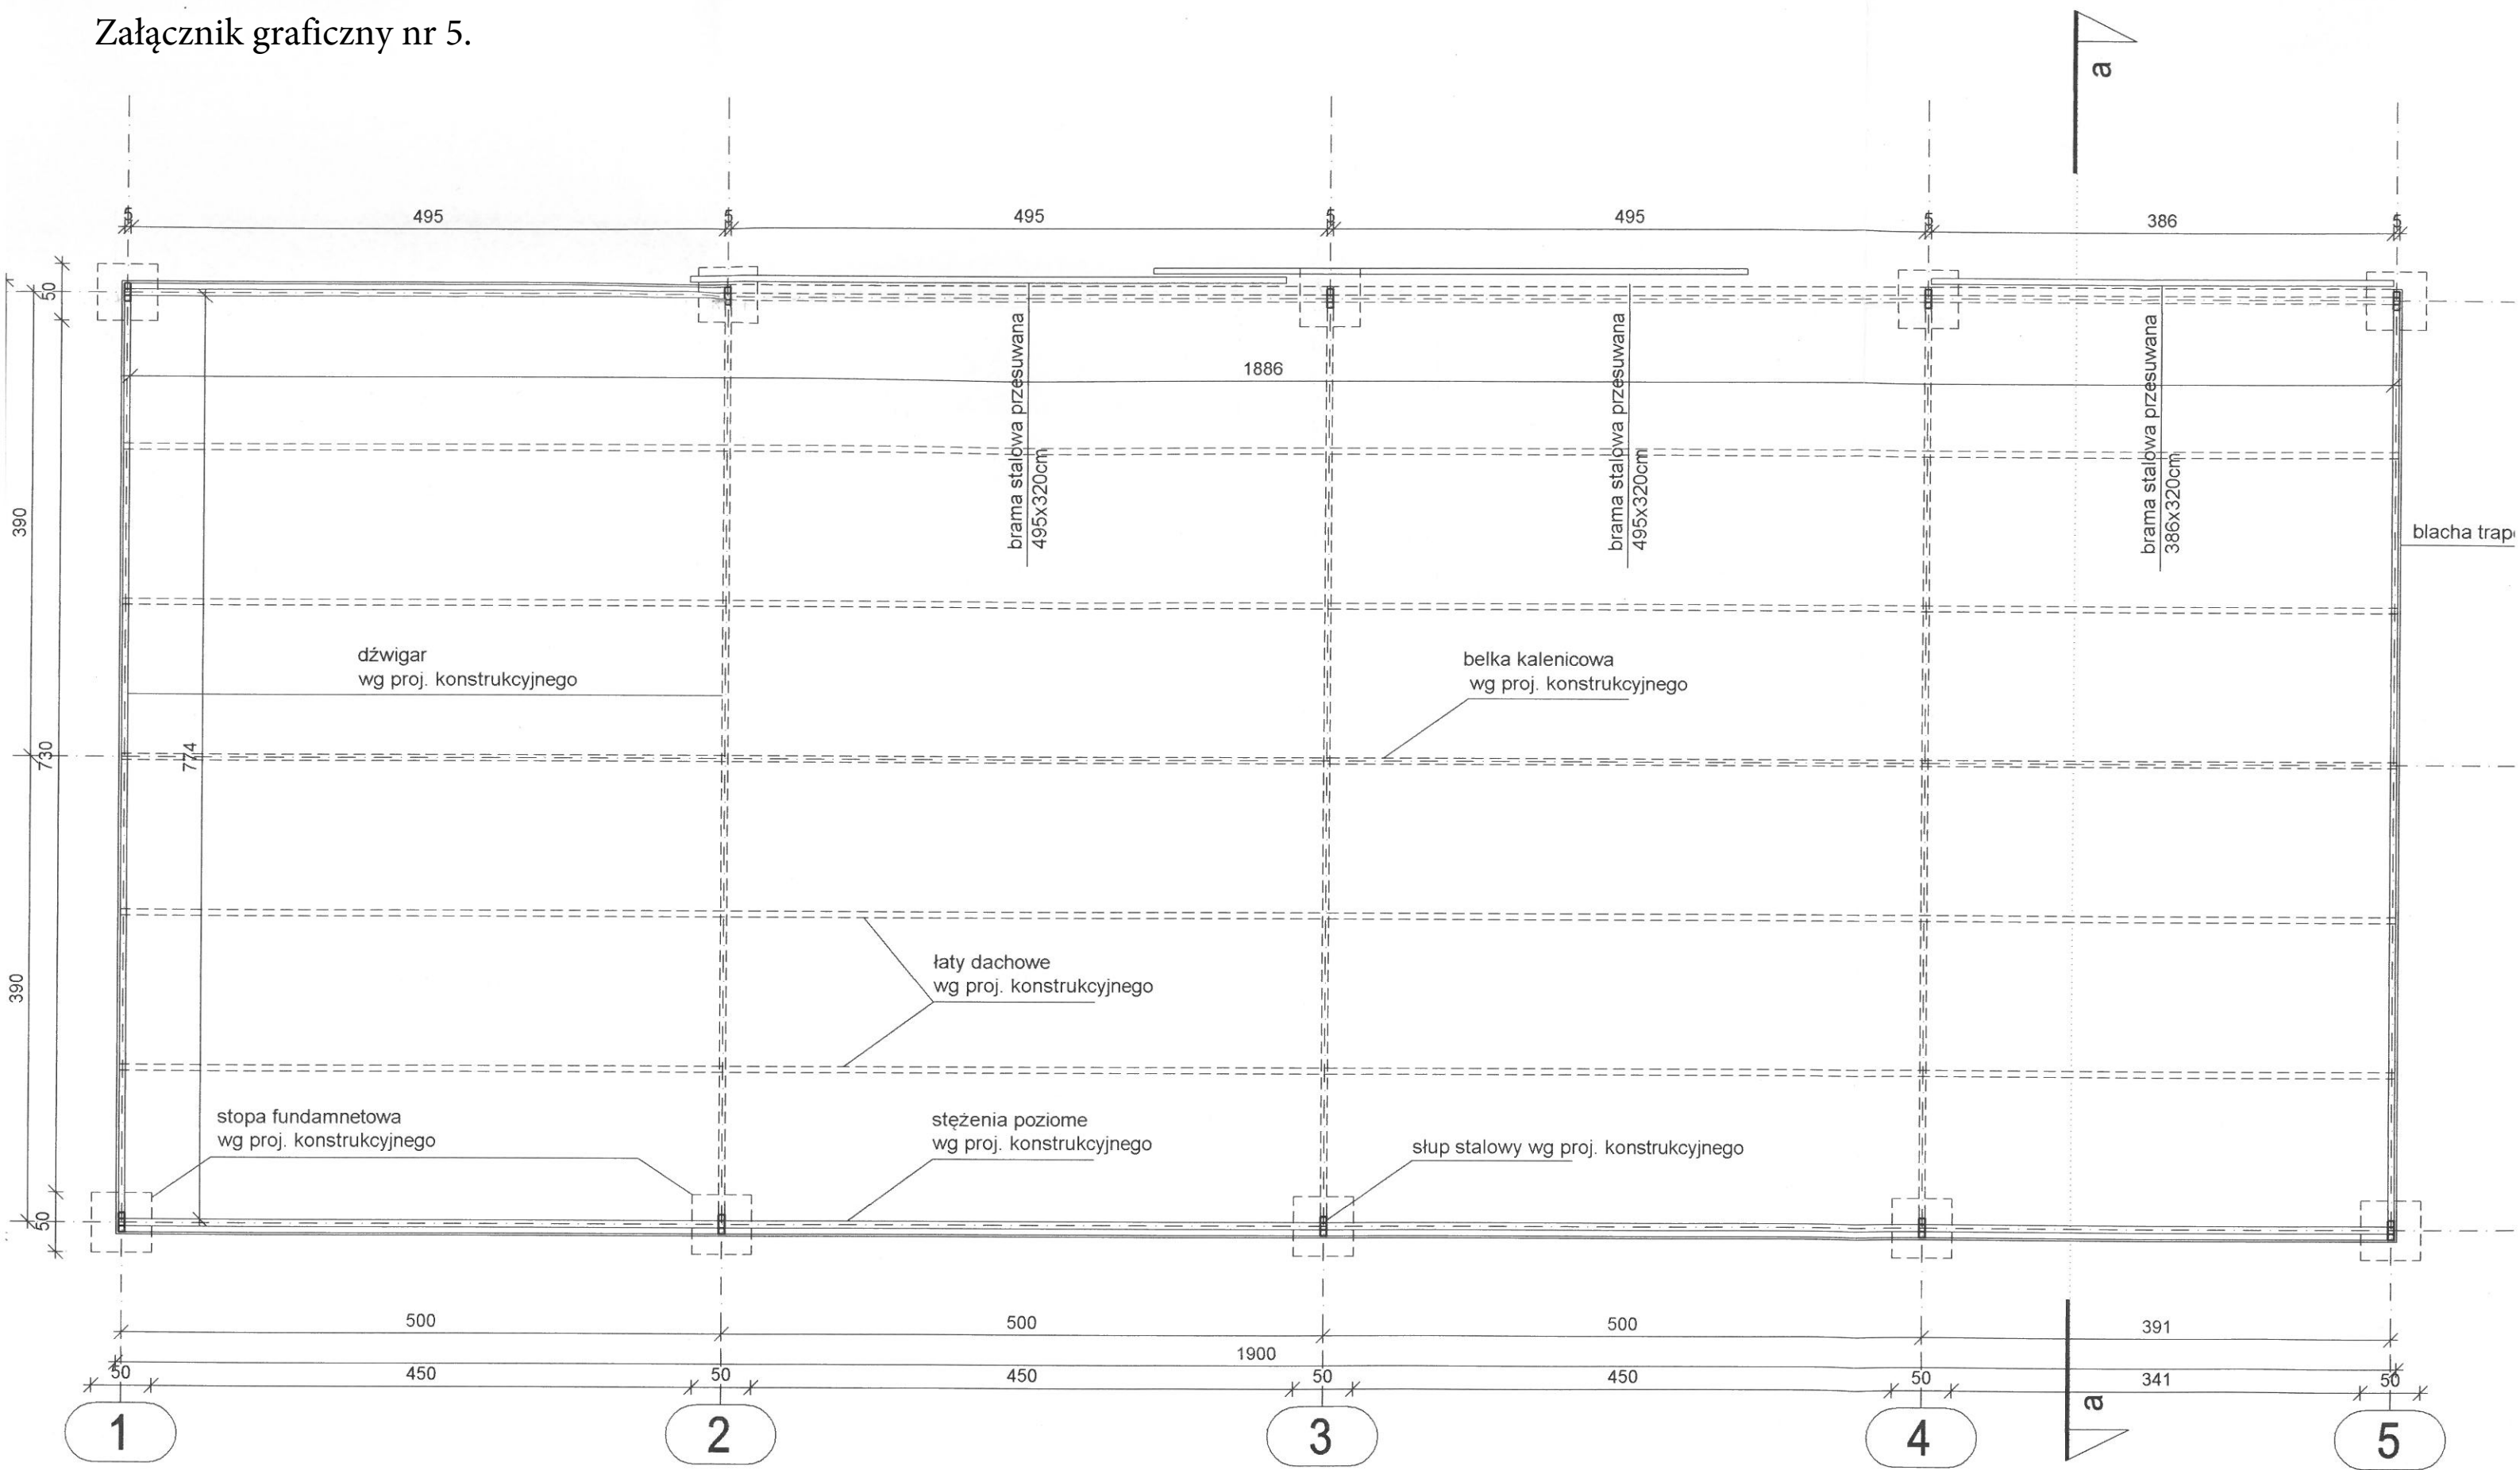 Załącznik graficzny nr 5.
a
5
495
5
495
5
495
5
386
5
50
1886
brama stalowa przesuwana
495x320cm
brama stalowa przesuwana
495x320cm
brama stalowa przesuwana
386x320cm
390
blacha trap
dźwigar
wg proj. konstrukcyjnego
belka kalenicowa
wg proj. konstrukcyjnego
730
774
łaty dachowe
wg proj. konstrukcyjnego
390
stopa fundamnetowa
wg proj. konstrukcyjnego
stężenia poziome
wg proj. konstrukcyjnego
słup stalowy wg proj. konstrukcyjnego
50
500
500
500
391
1900
50
450
50
450
50
450
50
341
50
a
1
2
3
4
5